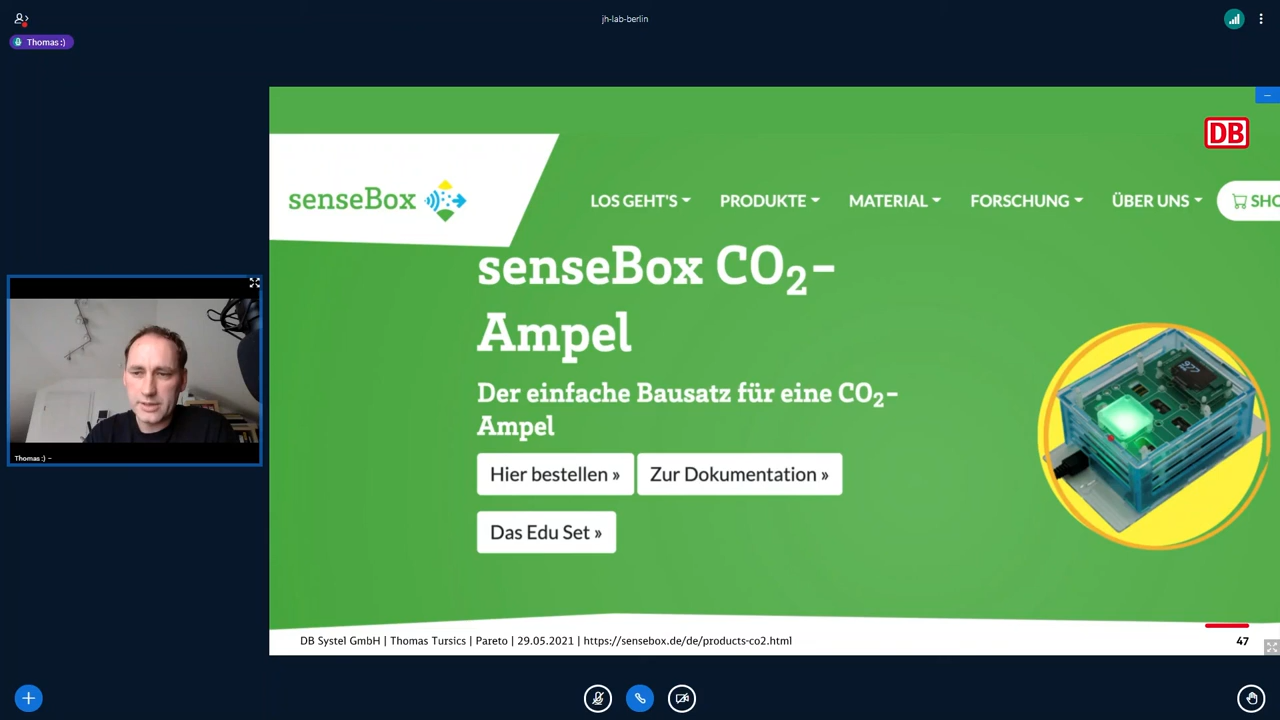 jh-lab-berlin
Thomas :)
DB
senseBox
LOS GEHT'S
PRODUKTE
MATERIAL
FORSCHUNG
ÜBER UNS
SHO
senseBox CO₂-
Ampel
Der einfache Bausatz für eine CO₂-
Ampel
Hier bestellen »
Zur Dokumentation »
Das Edu Set »
977
Thomas :)
DB Systel GmbH | Thomas Tursics | Pareto | 29.05.2021 | https://sensebox.de/de/products-co2.html
47